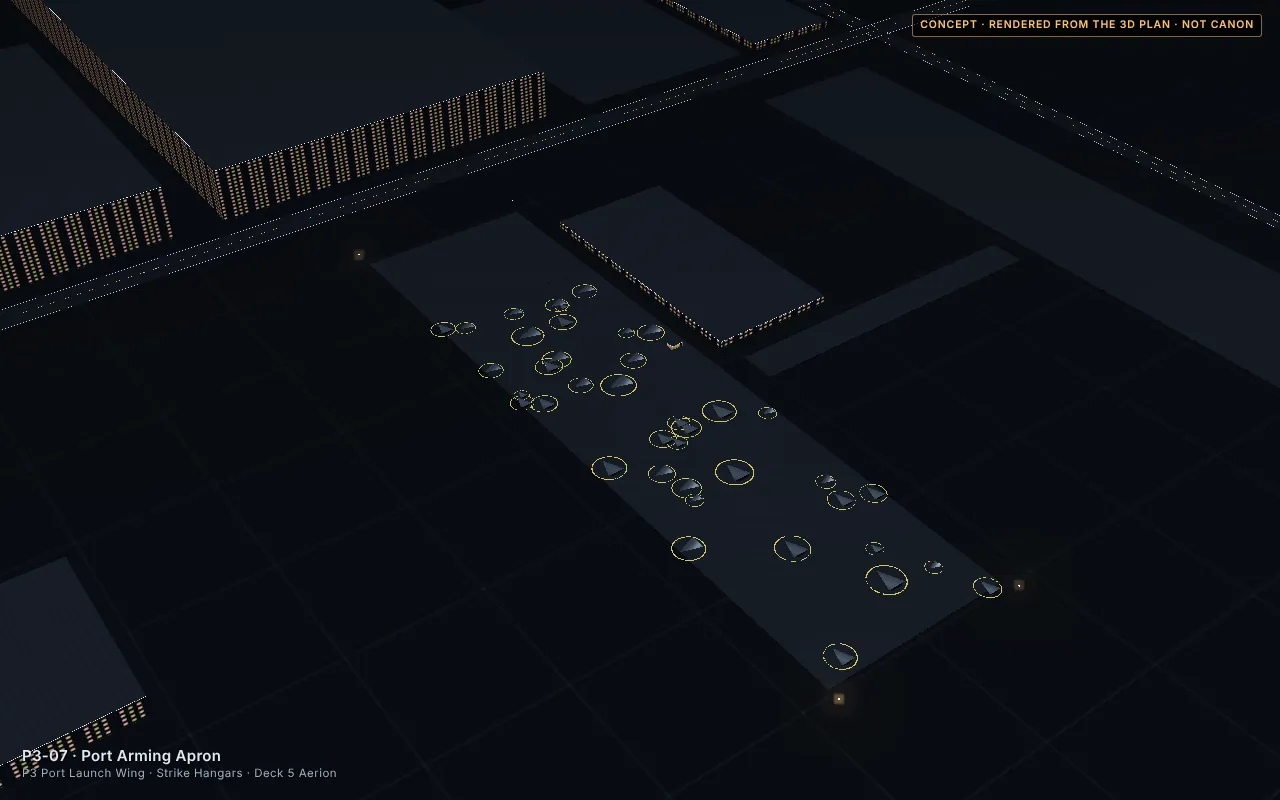 CONCEPT · RENDERED FROM THE 3D PLAN · NOT CANON
P3-07 · Port Arming Apron
P3 Port Launch Wing · Strike Hangars · Deck 5 Aerion